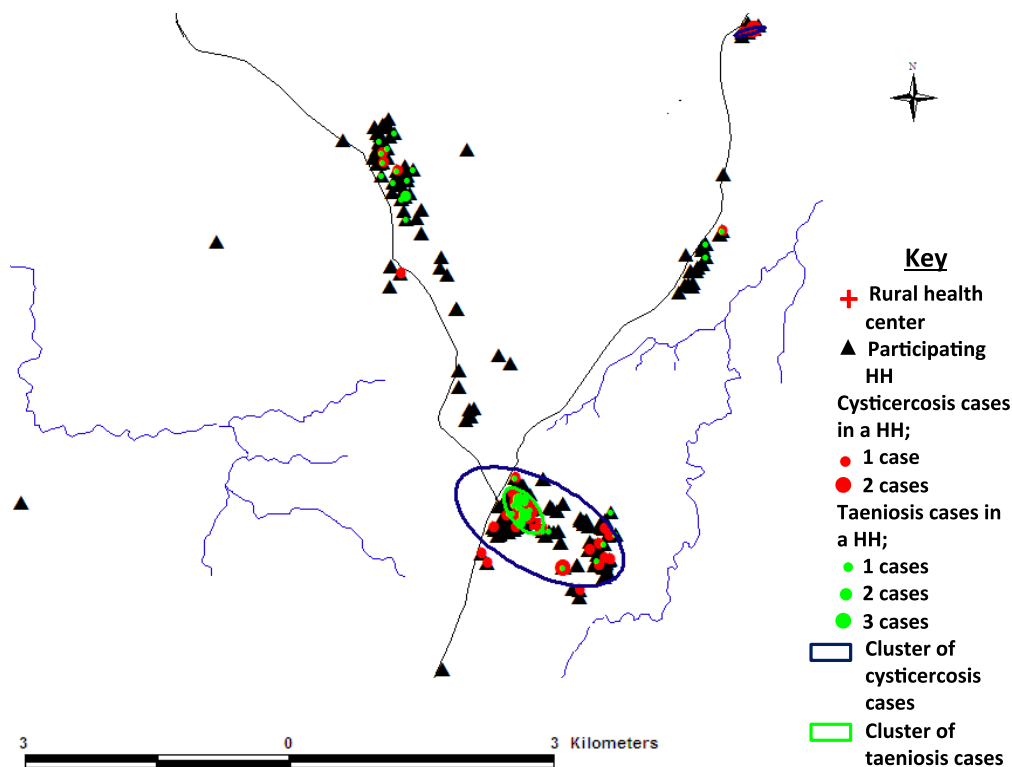 N
Key
Rural health
center
Participating
HH
Cysticercosis cases
in a HH;
1 case
2 cases
Taeniosis cases in
a HH;
1 cases
2 cases
3 cases
Cluster of
cysticercosis
cases
Cluster of
taeniosis cases
3 0 3 Kilometers